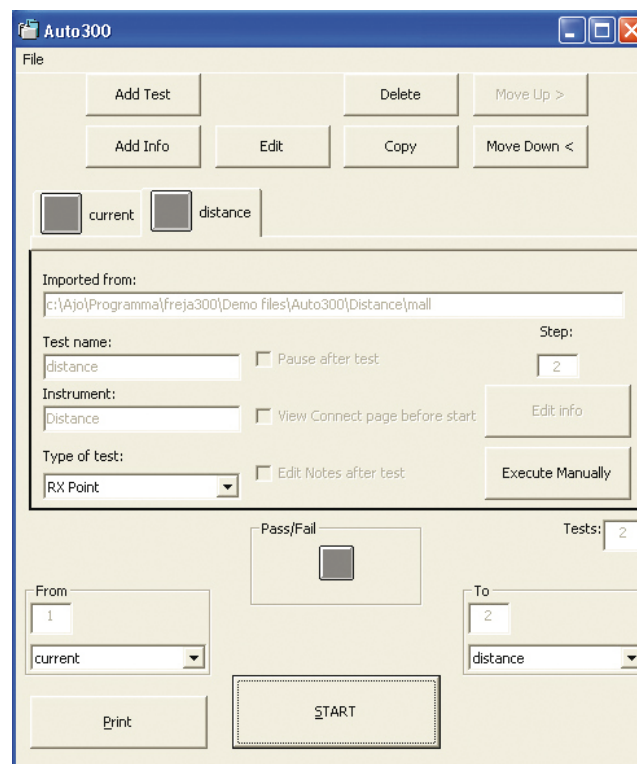 Auto300
File
Add Test
Delete
Move Up >
Add Info
Edit
Copy
Move Down <
current
distance
Imported from:
c:\Ajo\Programma\freja300\Demo files\Auto300\Distance\mall
Test name:
Step:
distance
Pause after test
2
Instrument:
Distance
View Connect page before start
Edit info
Type of test:
RX Point
Edit Notes after test
Execute Manually
Pass/Fail
Tests: 2
From
To
1
2
current
distance
Print
START